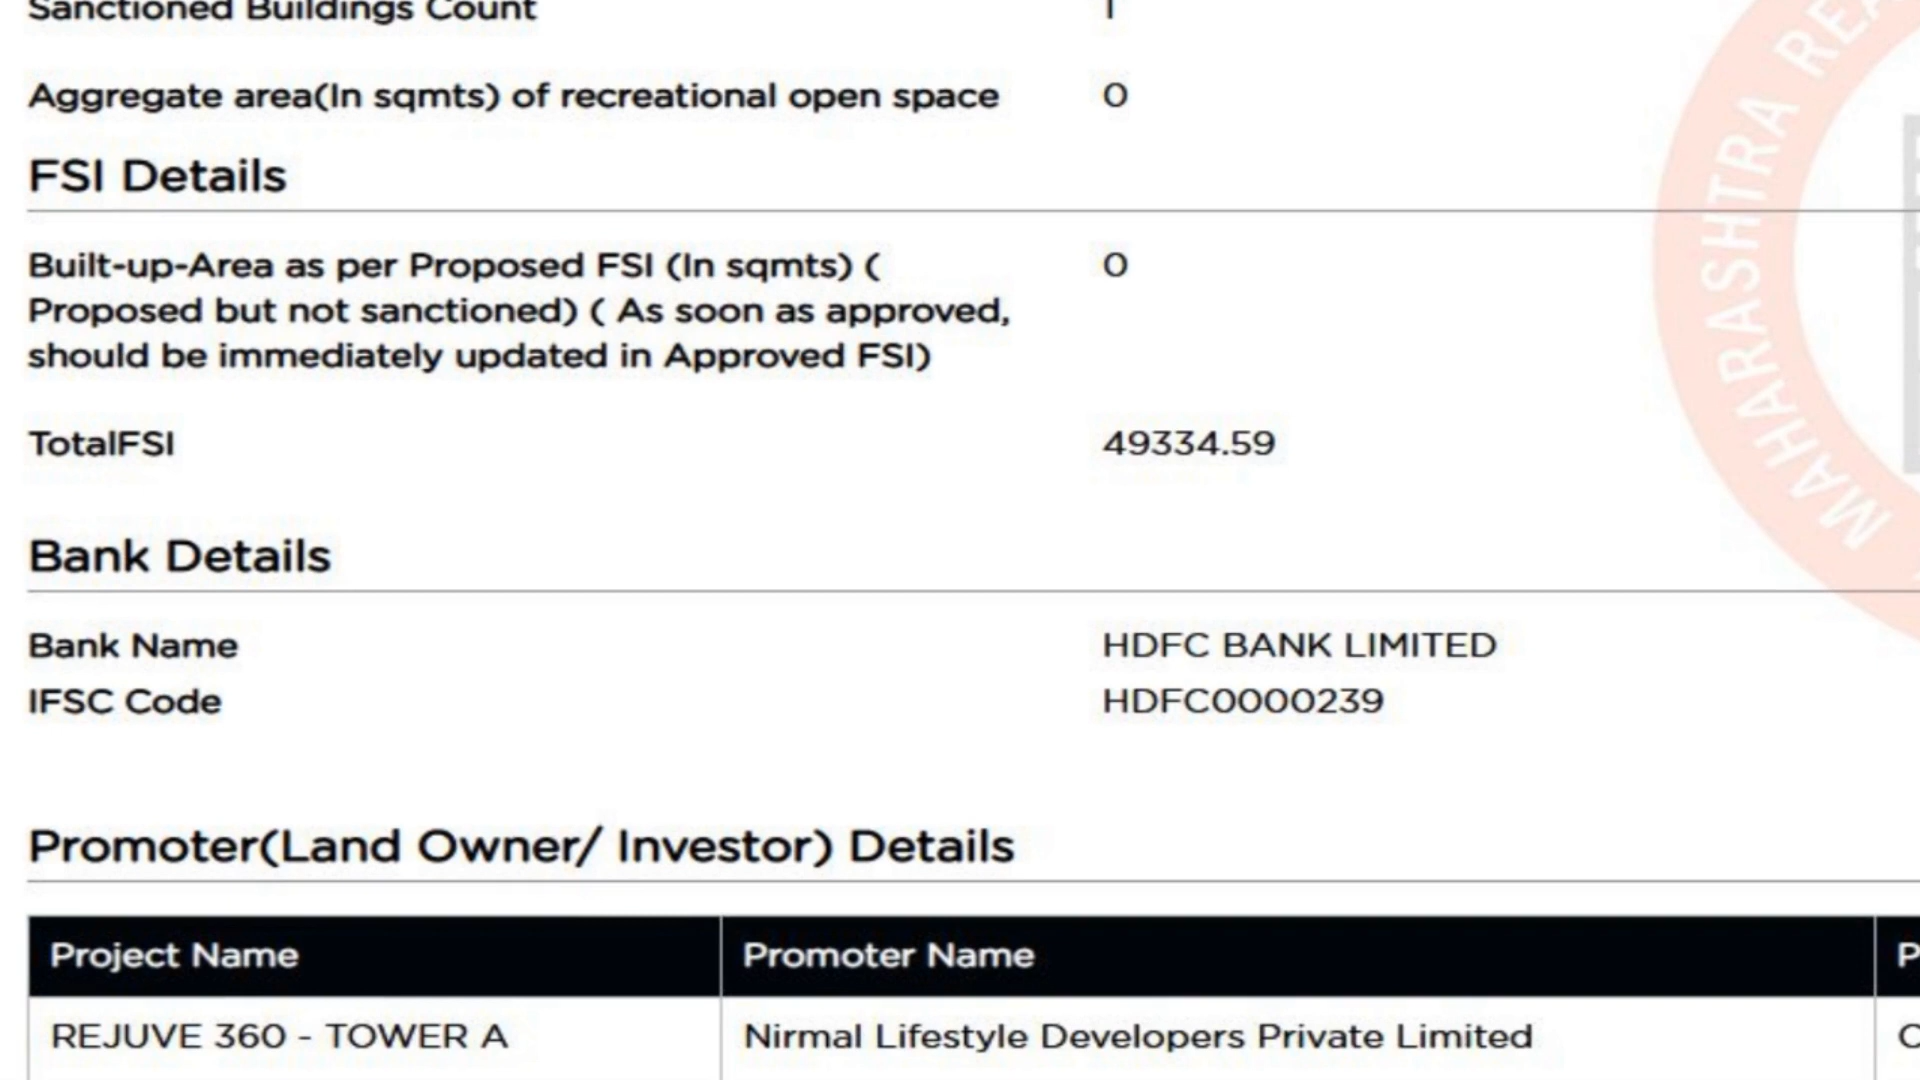 Sanctioned Buildings Count 1
Aggregate area(In sqmts) of recreational open space 0
FSI Details
Built-up-Area as per Proposed FSI (In sqmts) ( 0
Proposed but not sanctioned) ( As soon as approved,
should be immediately updated in Approved FSI)
TotalFSI 49334.59
Bank Details
Bank Name HDFC BANK LIMITED
IFSC Code HDFC0000239
Promoter(Land Owner/ Investor) Details
Project Name Promoter Name
REJUVE 360 - TOWER A Nirmal Lifestyle Developers Private Limited
MAHARASHTRA